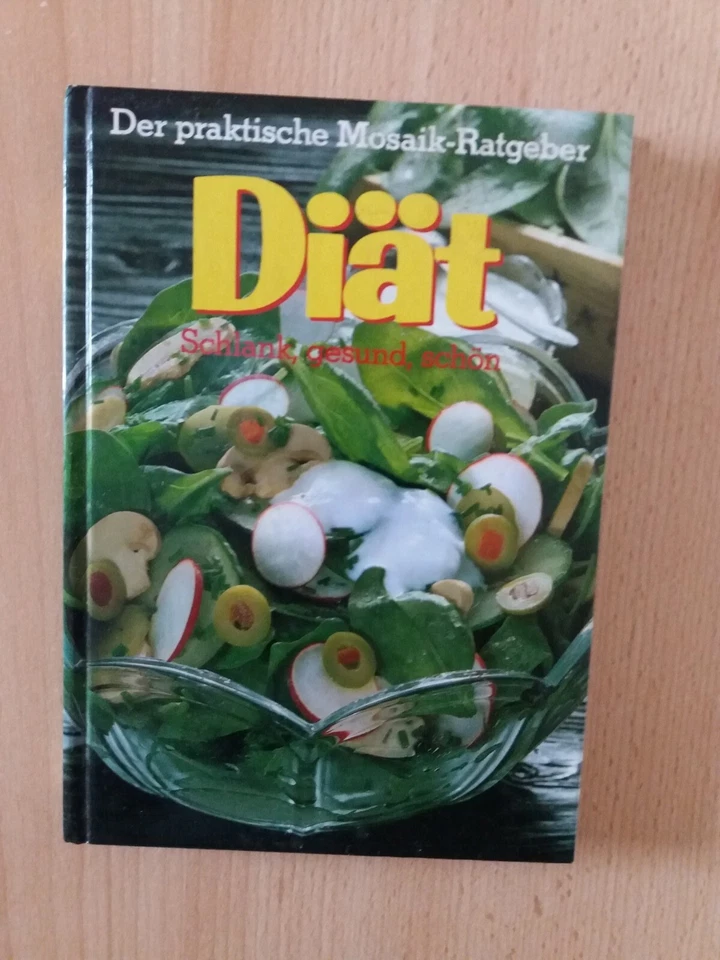 Der praktische Mosaik-Ratgeber
Diät
Schlank, gesund, schön